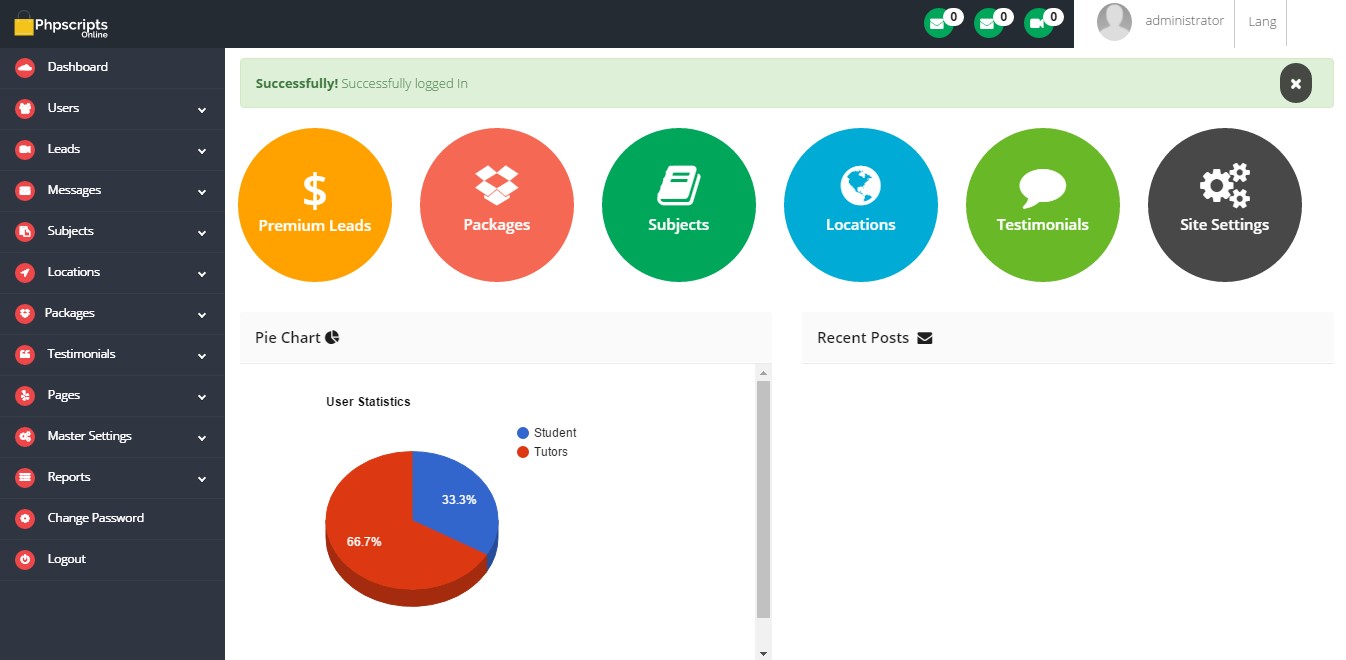 Phpscripts
Online
0
0
0
administrator
Lang
Dashboard
Users
Leads
Messages
Subjects
Locations
Packages
Testimonials
Pages
Master Settings
Reports
Change Password
Logout
Successfully! Successfully logged In
$
Premium Leads
Packages
Subjects
Locations
Testimonials
Site Settings
Pie Chart
User Statistics
Student
Tutors
33.3%
66.7%
Recent Posts